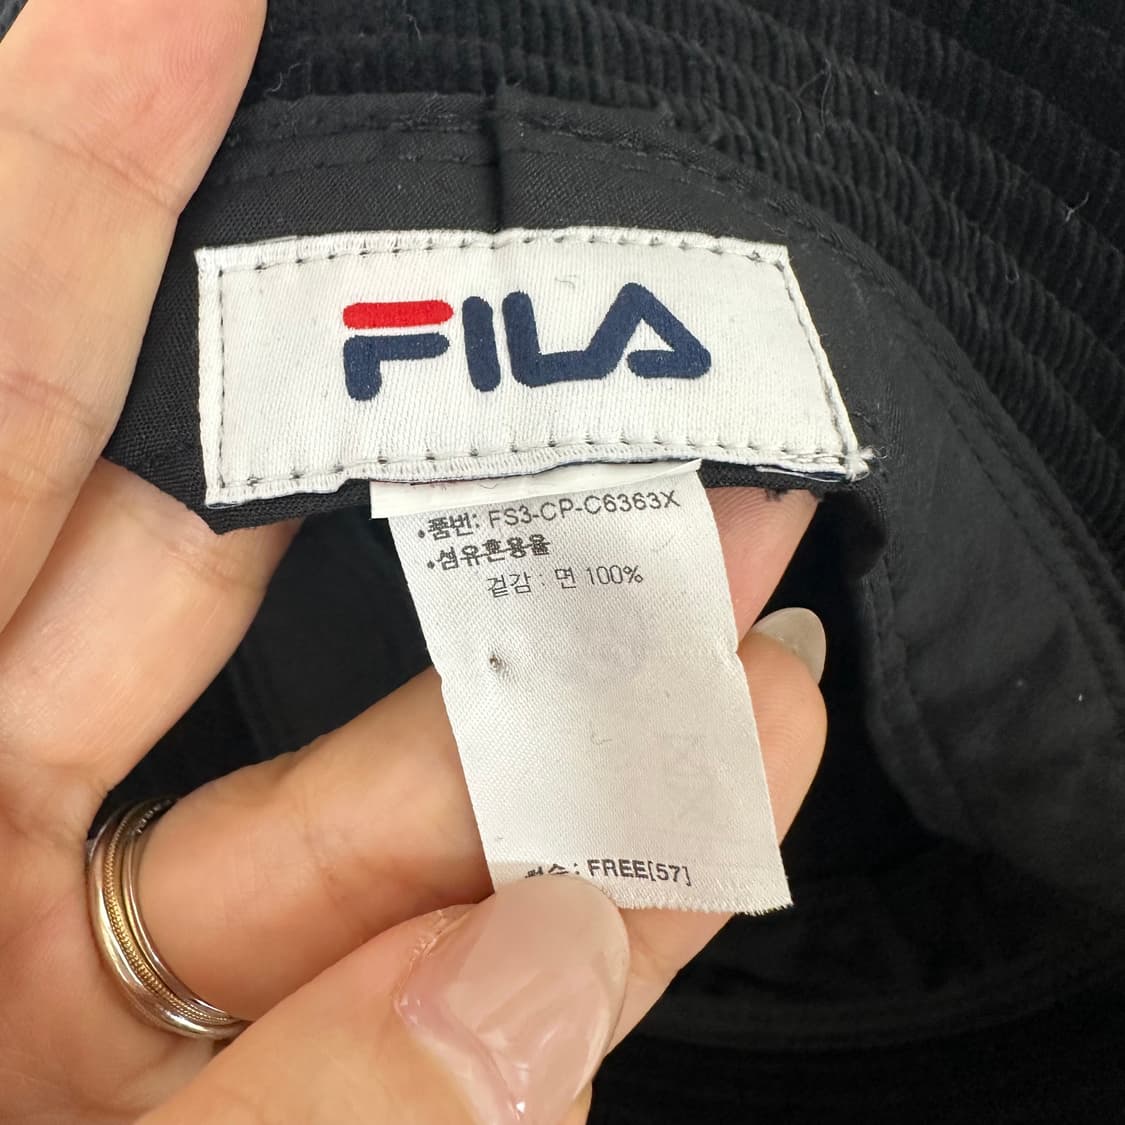 FILA
•품번: FS3-CP-C6363X
•섬유혼용율
겉감 : 면 100%
: FREE[57]